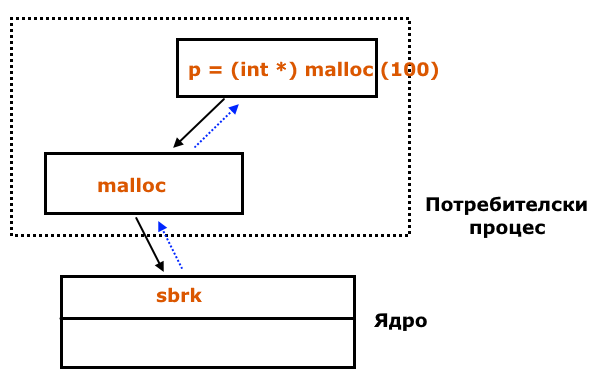 p = (int *) malloc (100)
malloc
Потребителски
процес
sbrk
Ядро